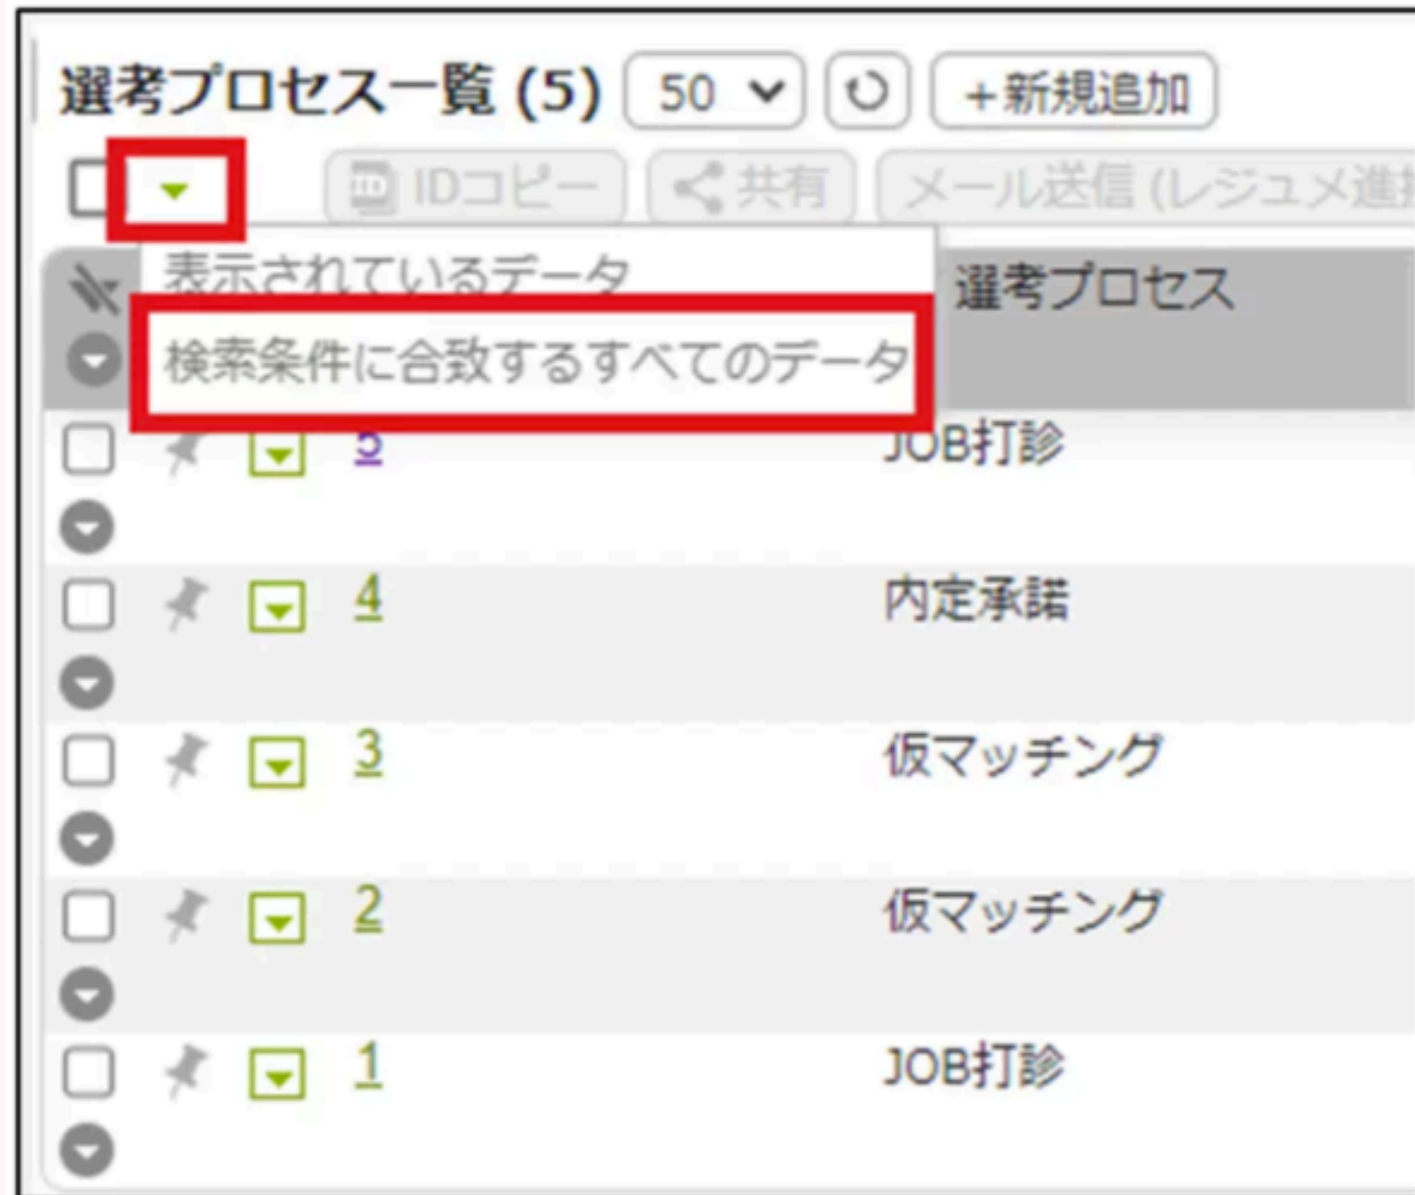 選考プロセス一覧 (5) 50 +新規追加
IDコピー 共有 メール送信 (レジュメ進
表示されているデータ
検索条件に合致するすべてのデータ
選考プロセス
5 JOB打診
4 内定承諾
3 仮マッチング
2 仮マッチング
1 JOB打診